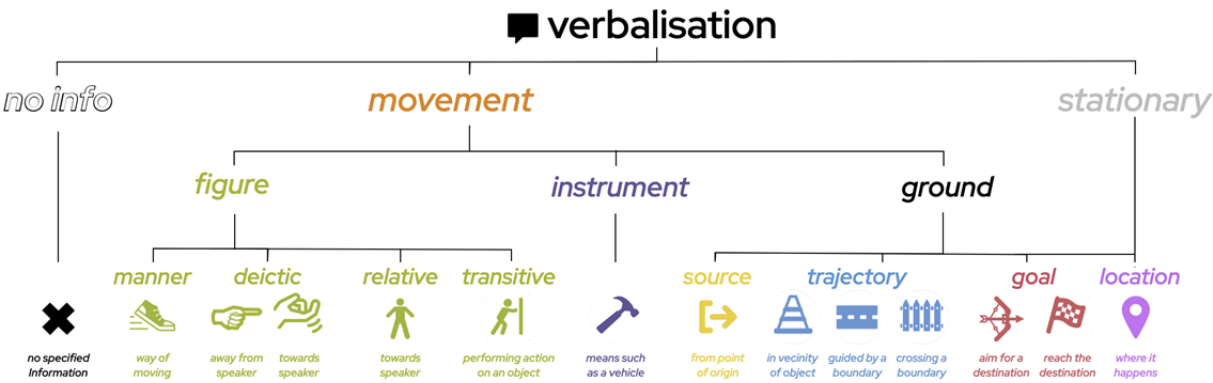 verbalisation
no info
movement
stationary
figure
instrument
ground
manner
deictic
relative
transitive
source
trajectory
goal
location
no specified
Information
way of
moving
away from
speaker
towards
speaker
towards
speaker
performing action
on an object
means such
as a vehicle
from point
of origin
in vecinity
of object
guided by a
boundary
crossing a
boundary
aim for a
destination
reach the
destination
where it
happens